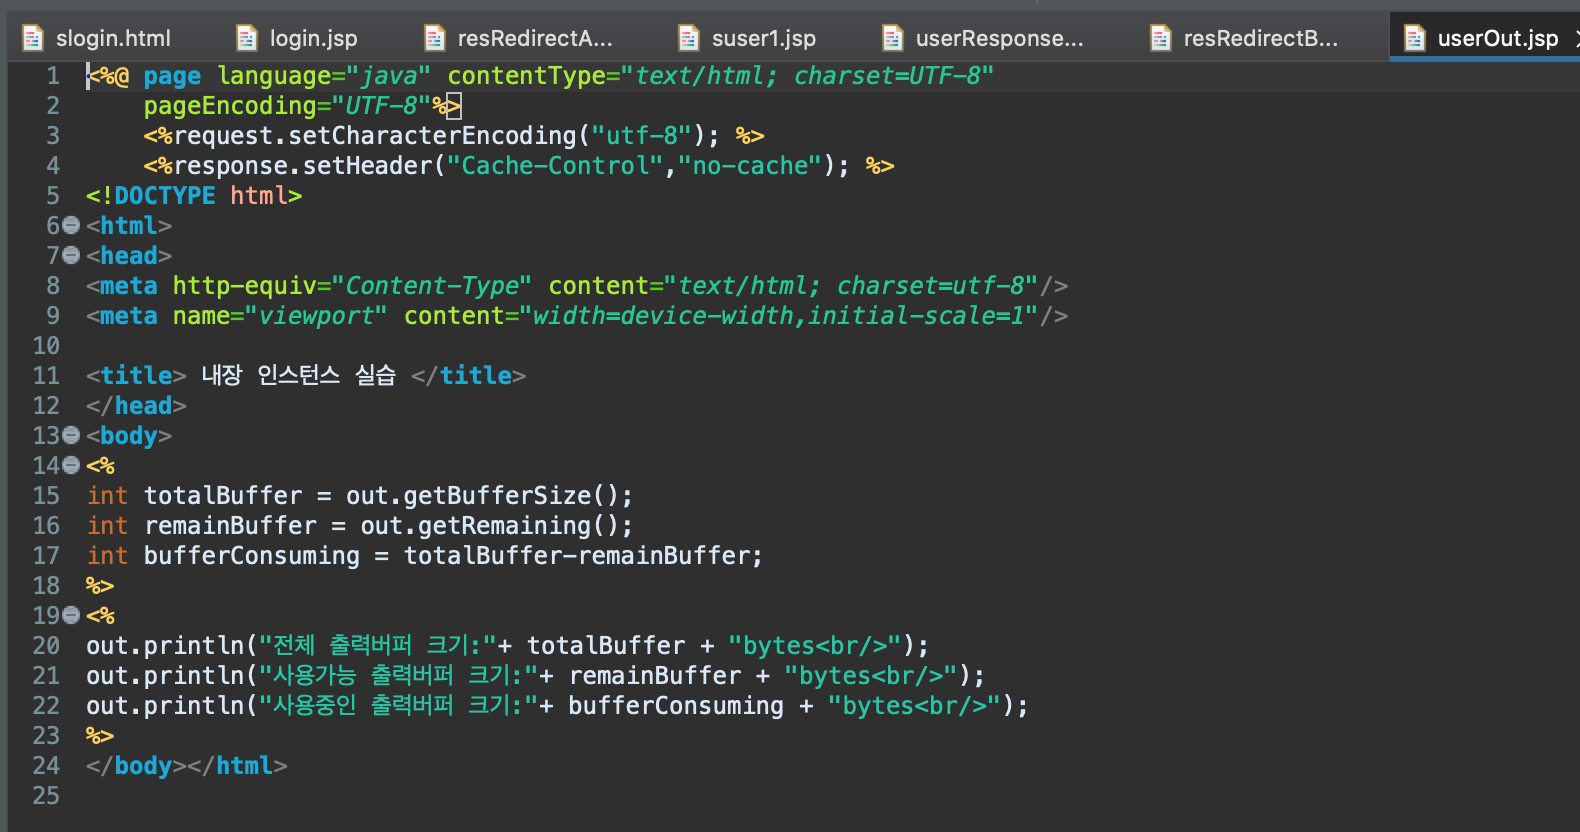 slogin.html login.jsp resRedirectA... suser1.jsp userResponse... resRedirectB... userOut.jsp
1 <%@ page language="java" contentType="text/html; charset=UTF-8"
2     pageEncoding="UTF-8"%>
3     <%request.setCharacterEncoding("utf-8"); %>
4     <%response.setHeader("Cache-Control","no-cache"); %>
5 <!DOCTYPE html>
6 <html>
7 <head>
8 <meta http-equiv="Content-Type" content="text/html; charset=utf-8"/>
9 <meta name="viewport" content="width=device-width,initial-scale=1"/>
10
11 <title> 내장 인스턴스 실습 </title>
12 </head>
13 <body>
14 <%
15 int totalBuffer = out.getBufferSize();
16 int remainBuffer = out.getRemaining();
17 int bufferConsuming = totalBuffer-remainBuffer;
18 %>
19 <%
20 out.println("전체 출력버퍼 크기:"+ totalBuffer + "bytes<br/>");
21 out.println("사용가능 출력버퍼 크기:"+ remainBuffer + "bytes<br/>");
22 out.println("사용중인 출력버퍼 크기:"+ bufferConsuming + "bytes<br/>");
23 %>
24 </body></html>
25